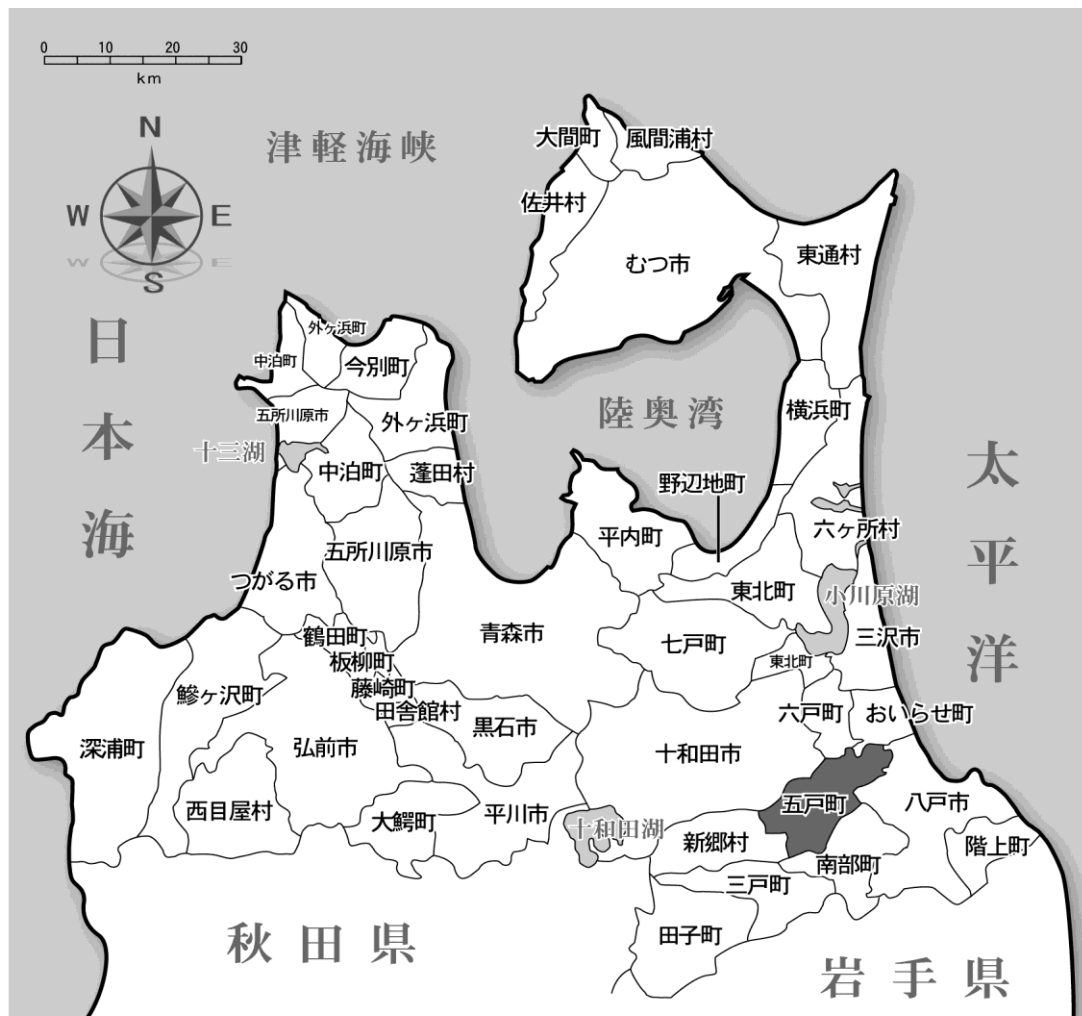 0 10 20 30
km
N
W E
W E
S
津軽海峡
大間町
風間浦村
佐井村
むつ市
東通村
日本海
外ヶ浜町
中泊町
今別町
五所川原市
外ヶ浜町
十三湖
中泊町
蓬田村
陸奥湾
横浜町
太平洋
野辺地町
平内町
六ヶ所村
五所川原市
つがる市
東北町
小川原湖
鶴田町
青森市
七戸町
三沢市
板柳町
東北町
藤崎町
鰺ヶ沢町
田舎館村
六戸町
おいらせ町
黒石市
深浦町
弘前市
十和田市
西目屋村
大鰐町
平川市
十和田湖
五戸町
八戸市
新郷村
階上町
南部町
三戸町
田子町
秋田県
岩手県